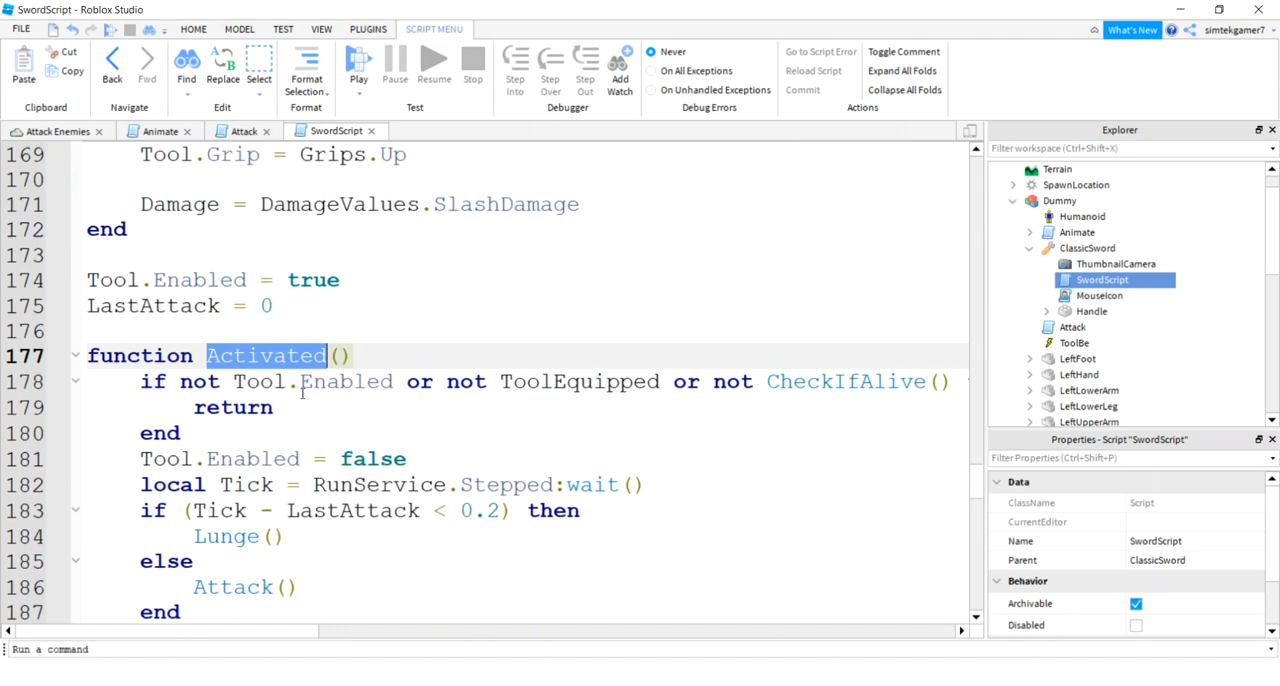 SwordScript - Roblox Studio
FILE HOME MODEL TEST VIEW PLUGINS SCRIPT MENU What's New simtekgamer7
Paste Cut Copy Clipboard
Back Fwd Navigate
Find Replace Select Edit
Format Selection Format
Play Pause Resume Stop Test
Step Into Step Over Step Out Add Watch Debugger
Never
On All Exceptions
On Unhandled Exceptions
Debug Errors
Go to Script Error
Reload Script
Commit
Toggle Comment
Expand All Folds
Collapse All Folds
Actions
Attack Enemies Animate Attack SwordScript
169 Tool.Grip = Grips.Up
170
171 Damage = DamageValues.SlashDamage
172 end
173
174 Tool.Enabled = true
175 LastAttack = 0
176
177 function Activated()
178 if not Tool.Enabled or not ToolEquipped or not CheckIfAlive()
179 return
180 end
181 Tool.Enabled = false
182 local Tick = RunService.Stepped:wait()
183 if (Tick - LastAttack < 0.2) then
184 Lunge()
185 else
186 Attack()
187 end
Explorer
Filter workspace (Ctrl+Shift+X)
Terrain
SpawnLocation
Dummy
Humanoid
Animate
ClassicSword
ThumbnailCamera
SwordScript
MouseIcon
Handle
Attack
ToolBe
LeftFoot
LeftHand
LeftLowerArm
LeftLowerLeg
LeftUpperArm
Properties - Script "SwordScript"
Filter Properties (Ctrl+Shift+P)
Data
ClassName Script
CurrentEditor
Name SwordScript
Parent ClassicSword
Behavior
Archivable
Disabled
Run a command